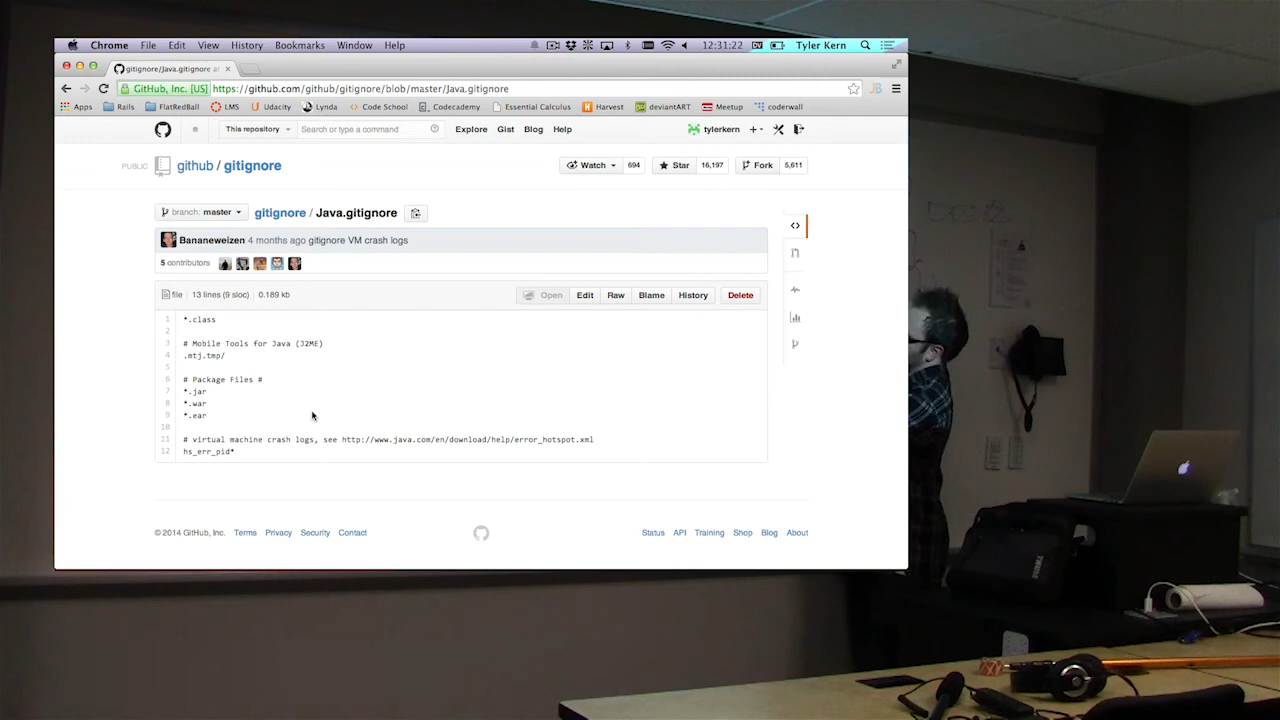 Chrome File Edit View History Bookmarks Window Help 12:31:22 DV Tyler Kern
gitignore/Java.gitignore at
GitHub, Inc. [US] https://github.com/github/gitignore/blob/master/Java.gitignore JB
Apps Rails FlatRedBall LMS Udacity Lynda Code School Codecademy Essential Calculus Harvest deviantART Meetup coderwall
This repository Search or type a command Explore Gist Blog Help tylerkern
PUBLIC github / gitignore Watch 694 Star 16,197 Fork 5,611
branch: master gitignore / Java.gitignore
Bananeweizen 4 months ago gitignore VM crash logs
5 contributors
file 13 lines (9 sloc) 0.189 kb Open Edit Raw Blame History Delete
1 *.class
2
3 # Mobile Tools for Java (J2ME)
4 .mtj.tmp/
5
6 # Package Files #
7 *.jar
8 *.war
9 *.ear
10
11 # virtual machine crash logs, see http://www.java.com/en/download/help/error_hotspot.xml
12 hs_err_pid*
© 2014 GitHub, Inc. Terms Privacy Security Contact Status API Training Shop Blog About
THULE